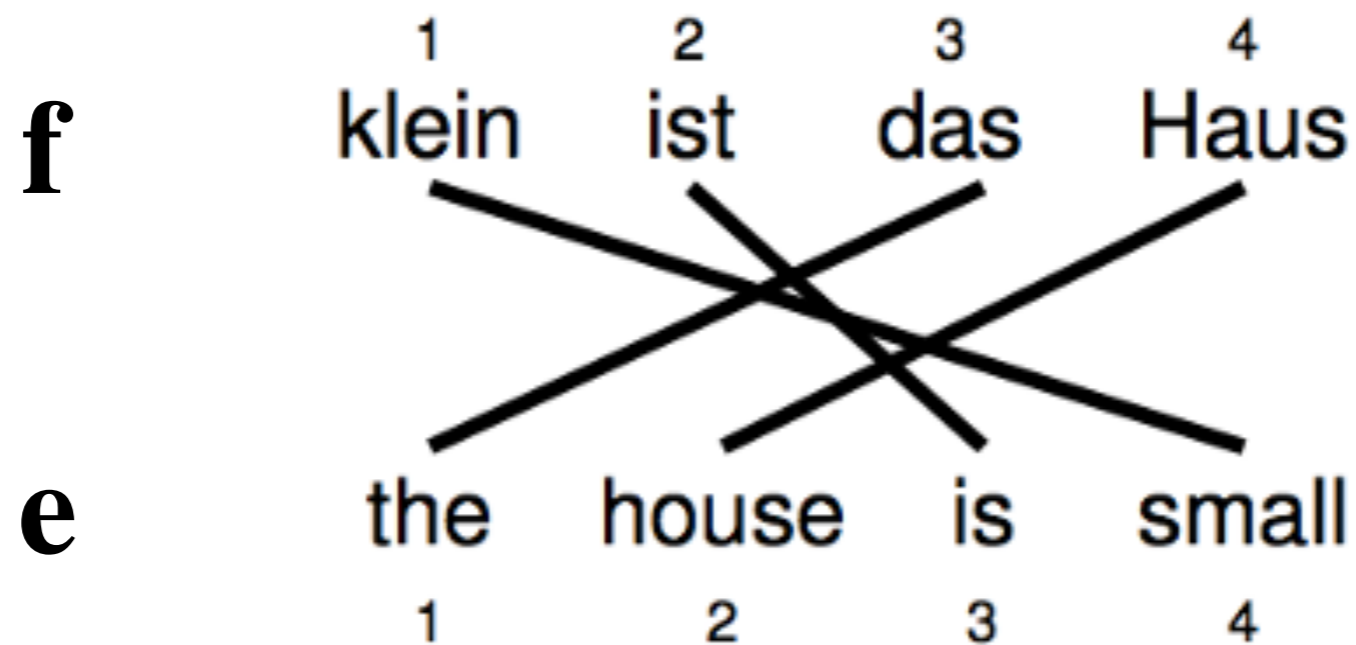 1 2 3 4
f klein ist das Haus
e the house is small
1 2 3 4